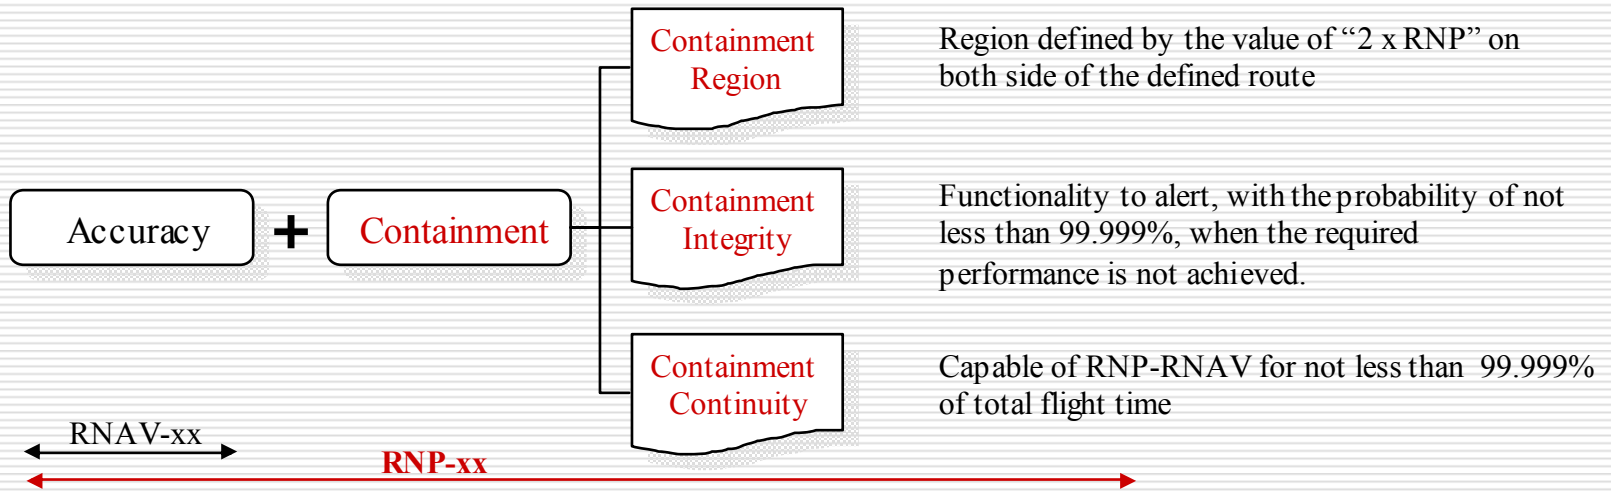 Containment
Region
Region defined by the value of “2 x RNP” on
both side of the defined route
Accuracy
+
Containment
Containment
Integrity
Functionality to alert, with the probability of not
less than 99.999%, when the required
performance is not achieved.
Containment
Continuity
Capable of RNP-RNAV for not less than 99.999%
of total flight time
RNAV-xx
RNP-xx